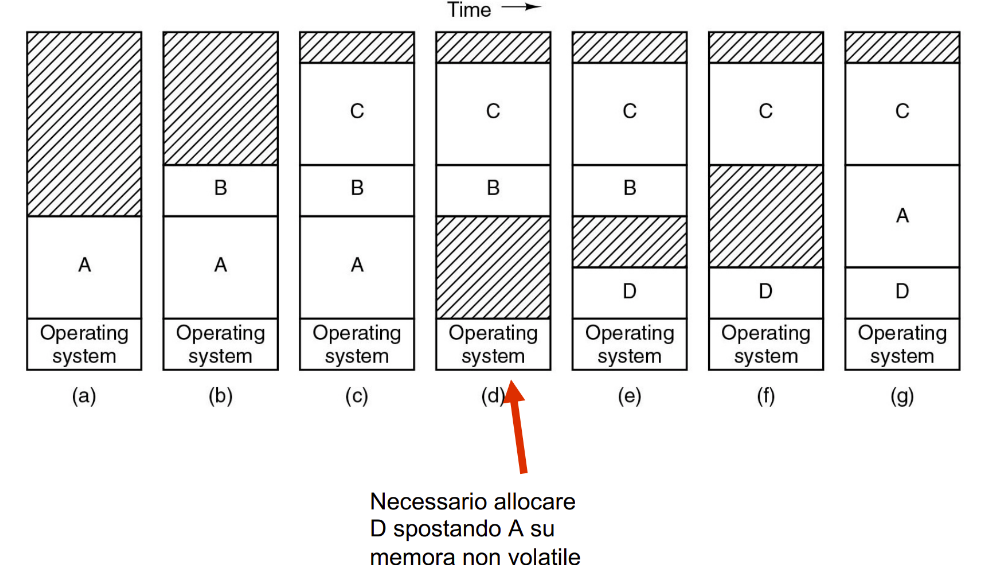 Time
C C C C C
B B B B A
A A A D D D
Operating Operating Operating Operating Operating Operating Operating
system system system system system system system
(a) (b) (c) (d) (e) (f) (g)
Necessario allocare
D spostando A su
memora non volatile